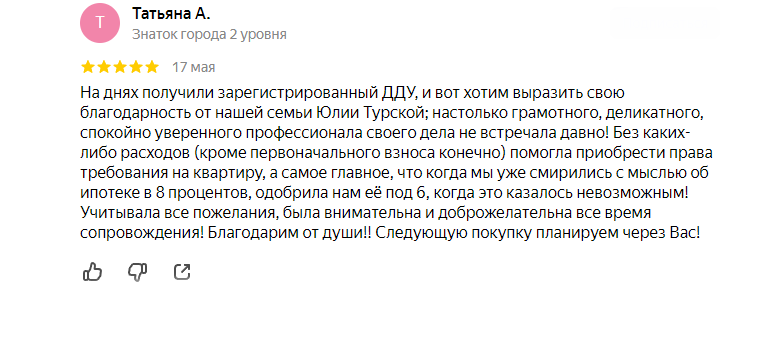 Т
Татьяна А.
Знаток города 2 уровня
17 мая
На днях получили зарегистрированный ДДУ, и вот хотим выразить свою
благодарность от нашей семьи Юлии Турской; настолько грамотного, деликатного,
спокойно уверенного профессионала своего дела не встречала давно! Без каких-
либо расходов (кроме первоначального взноса конечно) помогла приобрести права
требования на квартиру, а самое главное, что когда мы уже смирились с мыслью об
ипотеке в 8 процентов, одобрила нам её под 6, когда это казалось невозможным!
Учитывала все пожелания, была внимательна и доброжелательна все время
сопровождения! Благодарим от души!! Следующую покупку планируем через Вас!